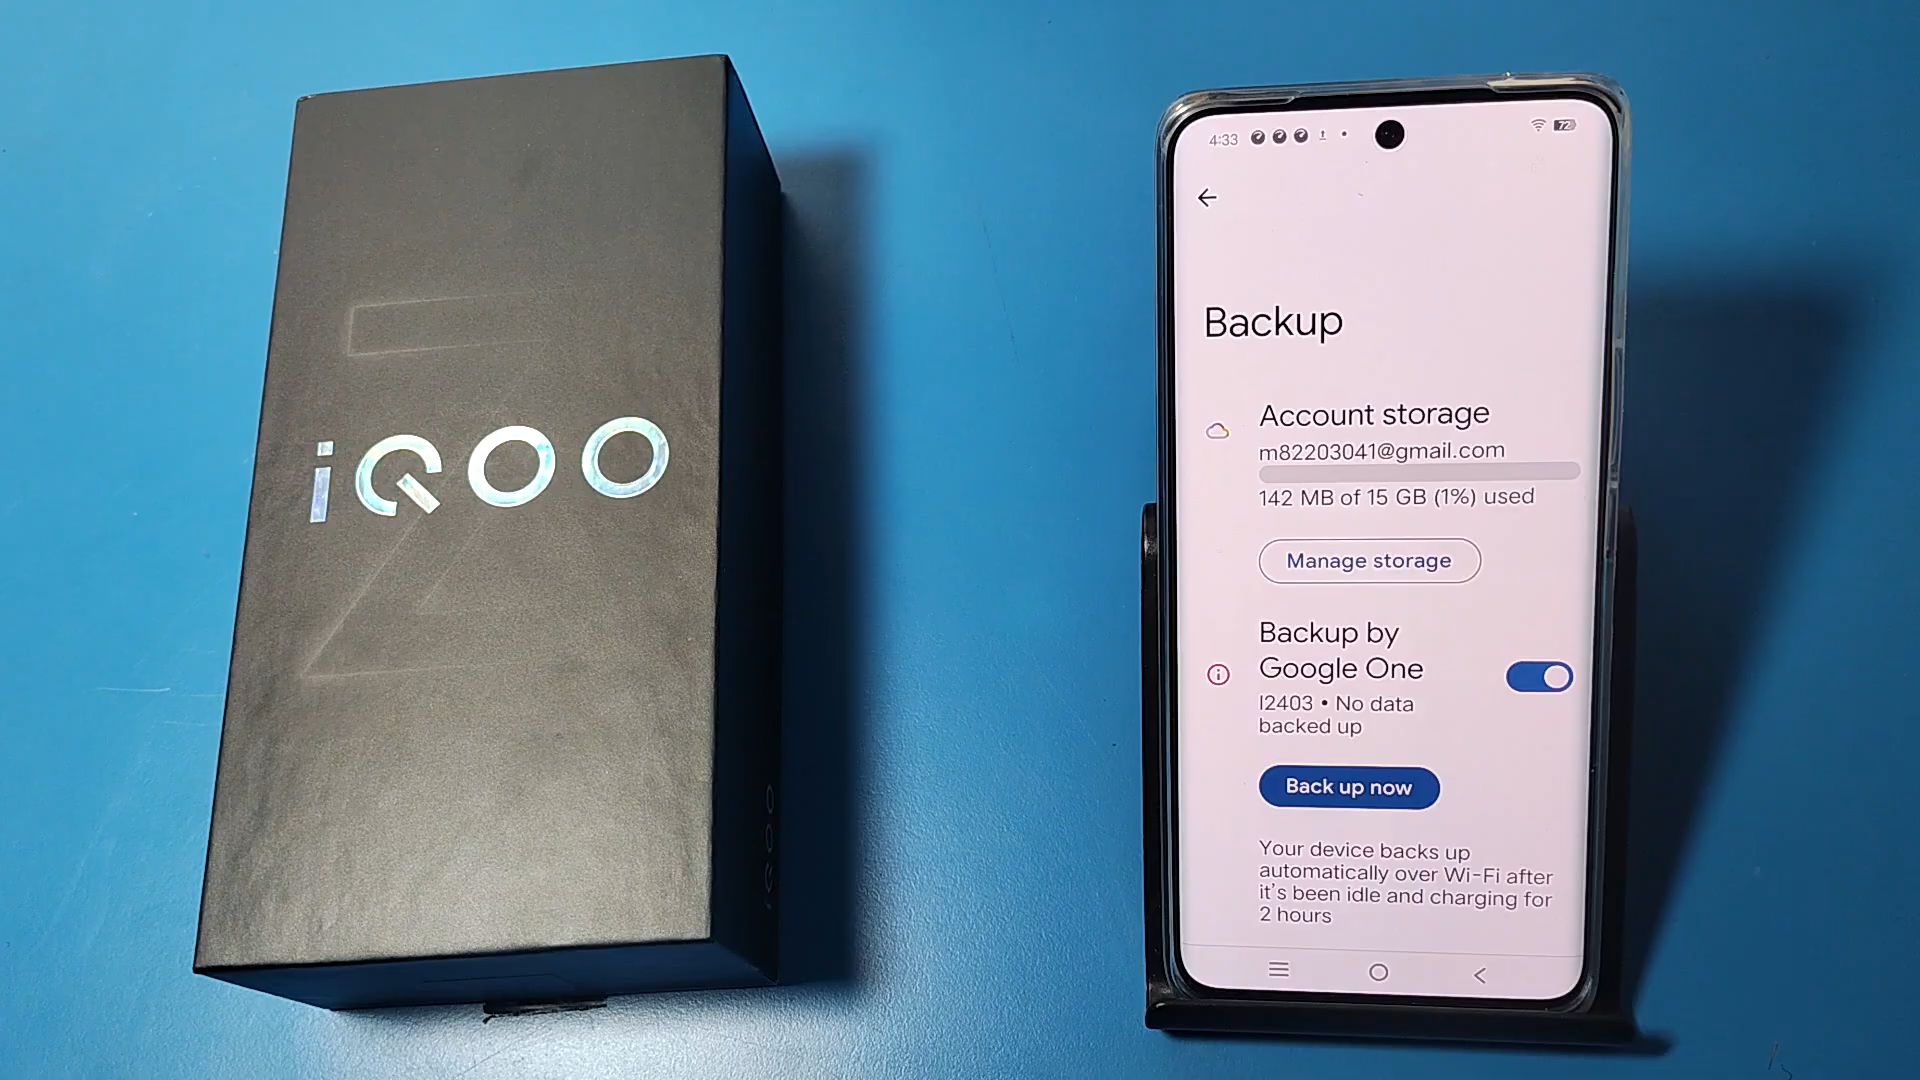 iQOO
iQOO
4:33
72
Backup
Account storage
m82203041@gmail.com
142 MB of 15 GB (1%) used
Manage storage
Backup by
Google One
I2403 • No data
backed up
Back up now
Your device backs up
automatically over Wi-Fi after
it's been idle and charging for
2 hours